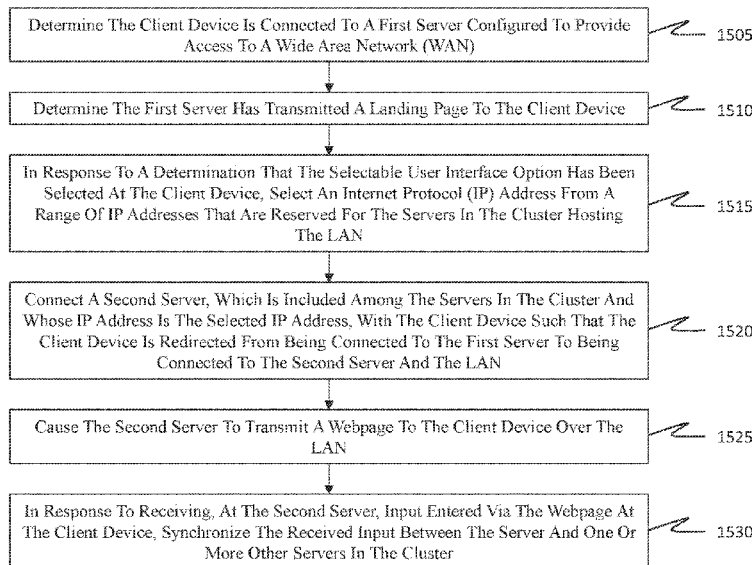 Determine The Client Device Is Connected To A First Server Configured To Provide
Access To A Wide Area Network (WAN)
1505
Determine The First Server Has Transmitted A Landing Page To The Client Device
1510
In Response To A Determination That The Selectable User Interface Option Has Been
Selected At The Client Device, Select An Internet Protocol (IP) Address From A
Range Of IP Addresses That Are Reserved For The Servers In The Cluster Hosting
The LAN
1515
Connect A Second Server, Which Is Included Among The Servers In The Cluster And
Whose IP Address Is The Selected IP Address, With The Client Device Such That The
Client Device Is Redirected From Being Connected To The First Server To Being
Connected To The Second Server And The LAN
1520
Cause The Second Server To Transmit A Webpage To The Client Device Over The
LAN
1525
In Response To Receiving, At The Second Server, Input Entered Via The Webpage At
The Client Device, Synchronize The Received Input Between The Server And One Or
More Other Servers In The Cluster
1530